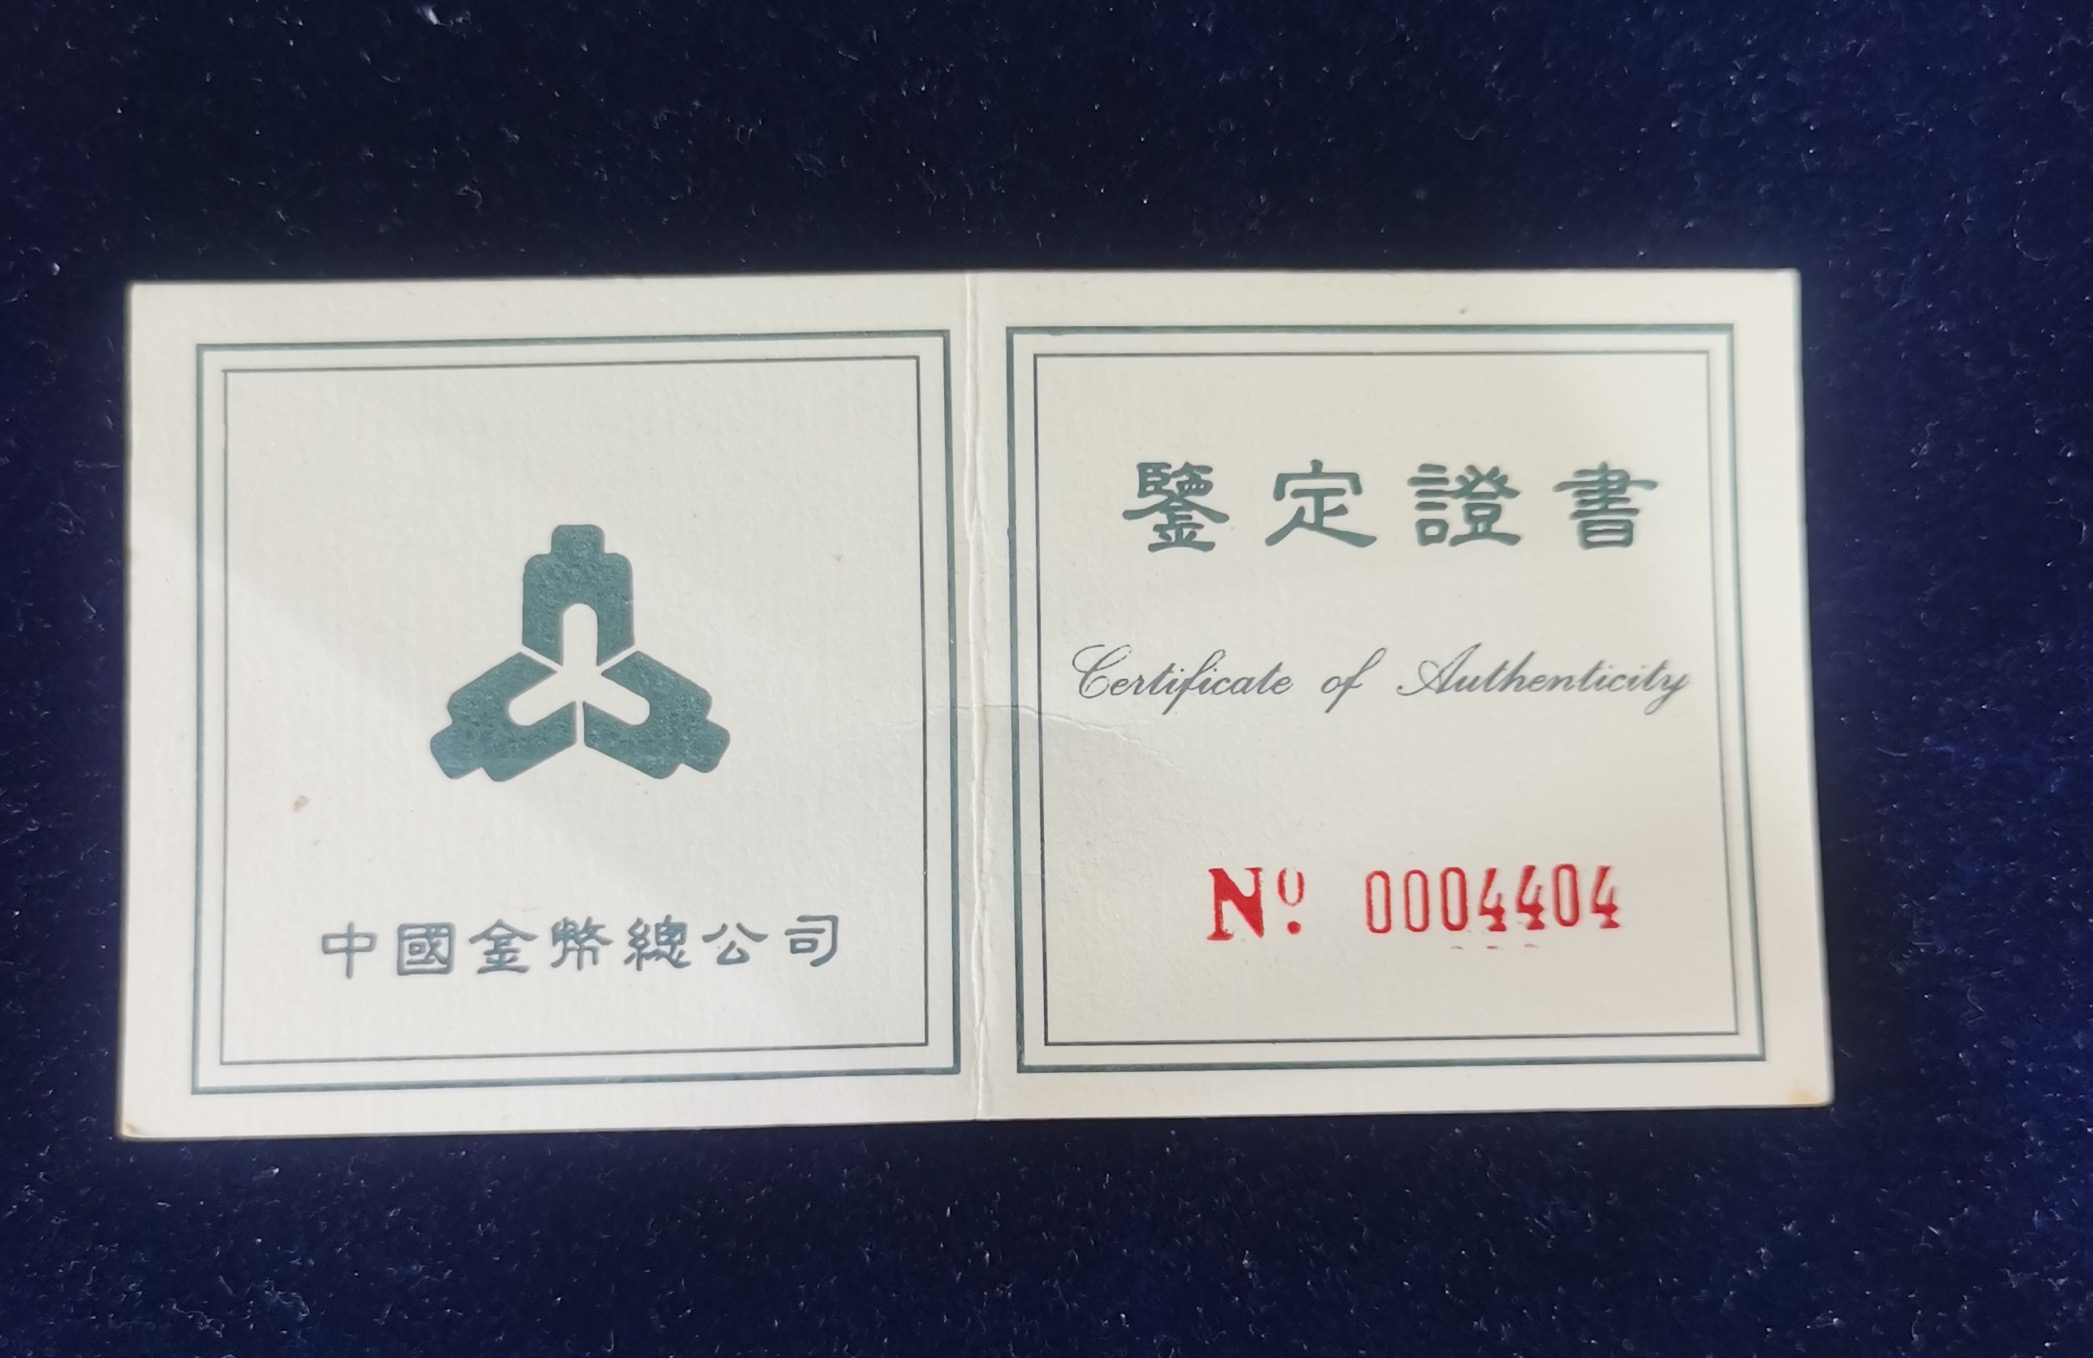 中國金幣總公司
鑒定證書
Certificate of Authenticity
Nº. 0004404